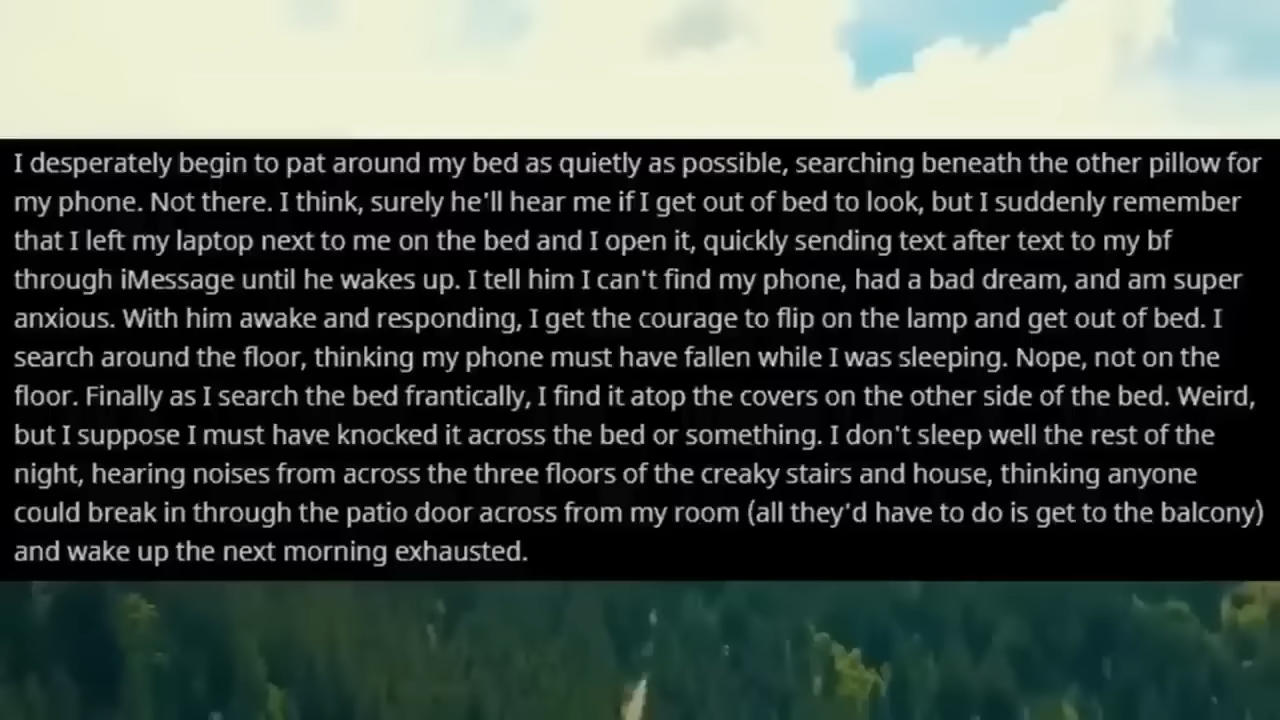 I desperately begin to pat around my bed as quietly as possible, searching beneath the other pillow for
my phone. Not there. I think, surely he'll hear me if I get out of bed to look, but I suddenly remember
that I left my laptop next to me on the bed and I open it, quickly sending text after text to my bf
through iMessage until he wakes up. I tell him I can't find my phone, had a bad dream, and am super
anxious. With him awake and responding, I get the courage to flip on the lamp and get out of bed. I
search around the floor, thinking my phone must have fallen while I was sleeping. Nope, not on the
floor. Finally as I search the bed frantically, I find it atop the covers on the other side of the bed. Weird,
but I suppose I must have knocked it across the bed or something. I don't sleep well the rest of the
night, hearing noises from across the three floors of the creaky stairs and house, thinking anyone
could break in through the patio door across from my room (all they'd have to do is get to the balcony)
and wake up the next morning exhausted.